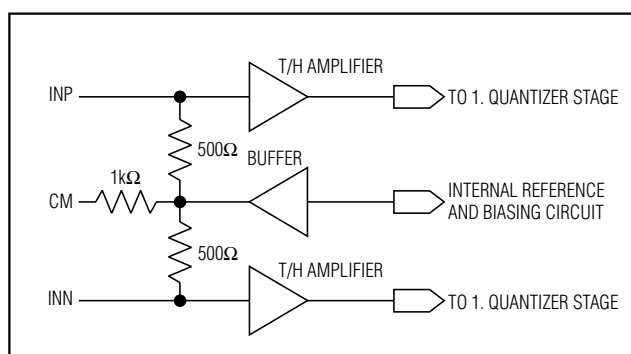 T/H AMPLIFIER
INP
TO 1. QUANTIZER STAGE
500Ω
BUFFER
1kΩ
CM
INTERNAL REFERENCE
AND BIASING CIRCUIT
500Ω
T/H AMPLIFIER
INN
TO 1. QUANTIZER STAGE